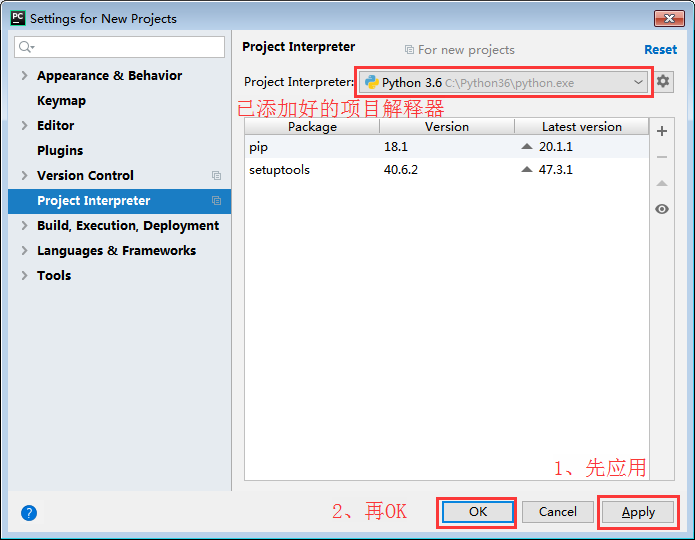 PC Settings for New Projects
Project Interpreter
For new projects
Reset
Appearance & Behavior
Keymap
Editor
Plugins
Version Control
Project Interpreter
Build, Execution, Deployment
Languages & Frameworks
Tools
Project Interpreter: Python 3.6 C:\Python36\python.exe
已添加好的项目解释器
Package Version Latest version
pip 18.1 20.1.1
setuptools 40.6.2 47.3.1
1、先应用
2、再OK
OK Cancel Apply
?